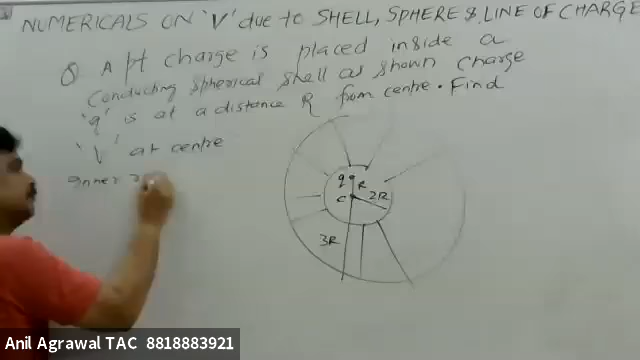 NUMERICALS ON 'V' due to SHELL, SPHERE & LINE OF CHARGE
Q A pt charge is placed inside a
Conducting spherical shell as shown charge
'q' is at a distance R from centre. Find
'V' at centre
inner
q
R
C
2R
3R
Anil Agrawal TAC 8818883921